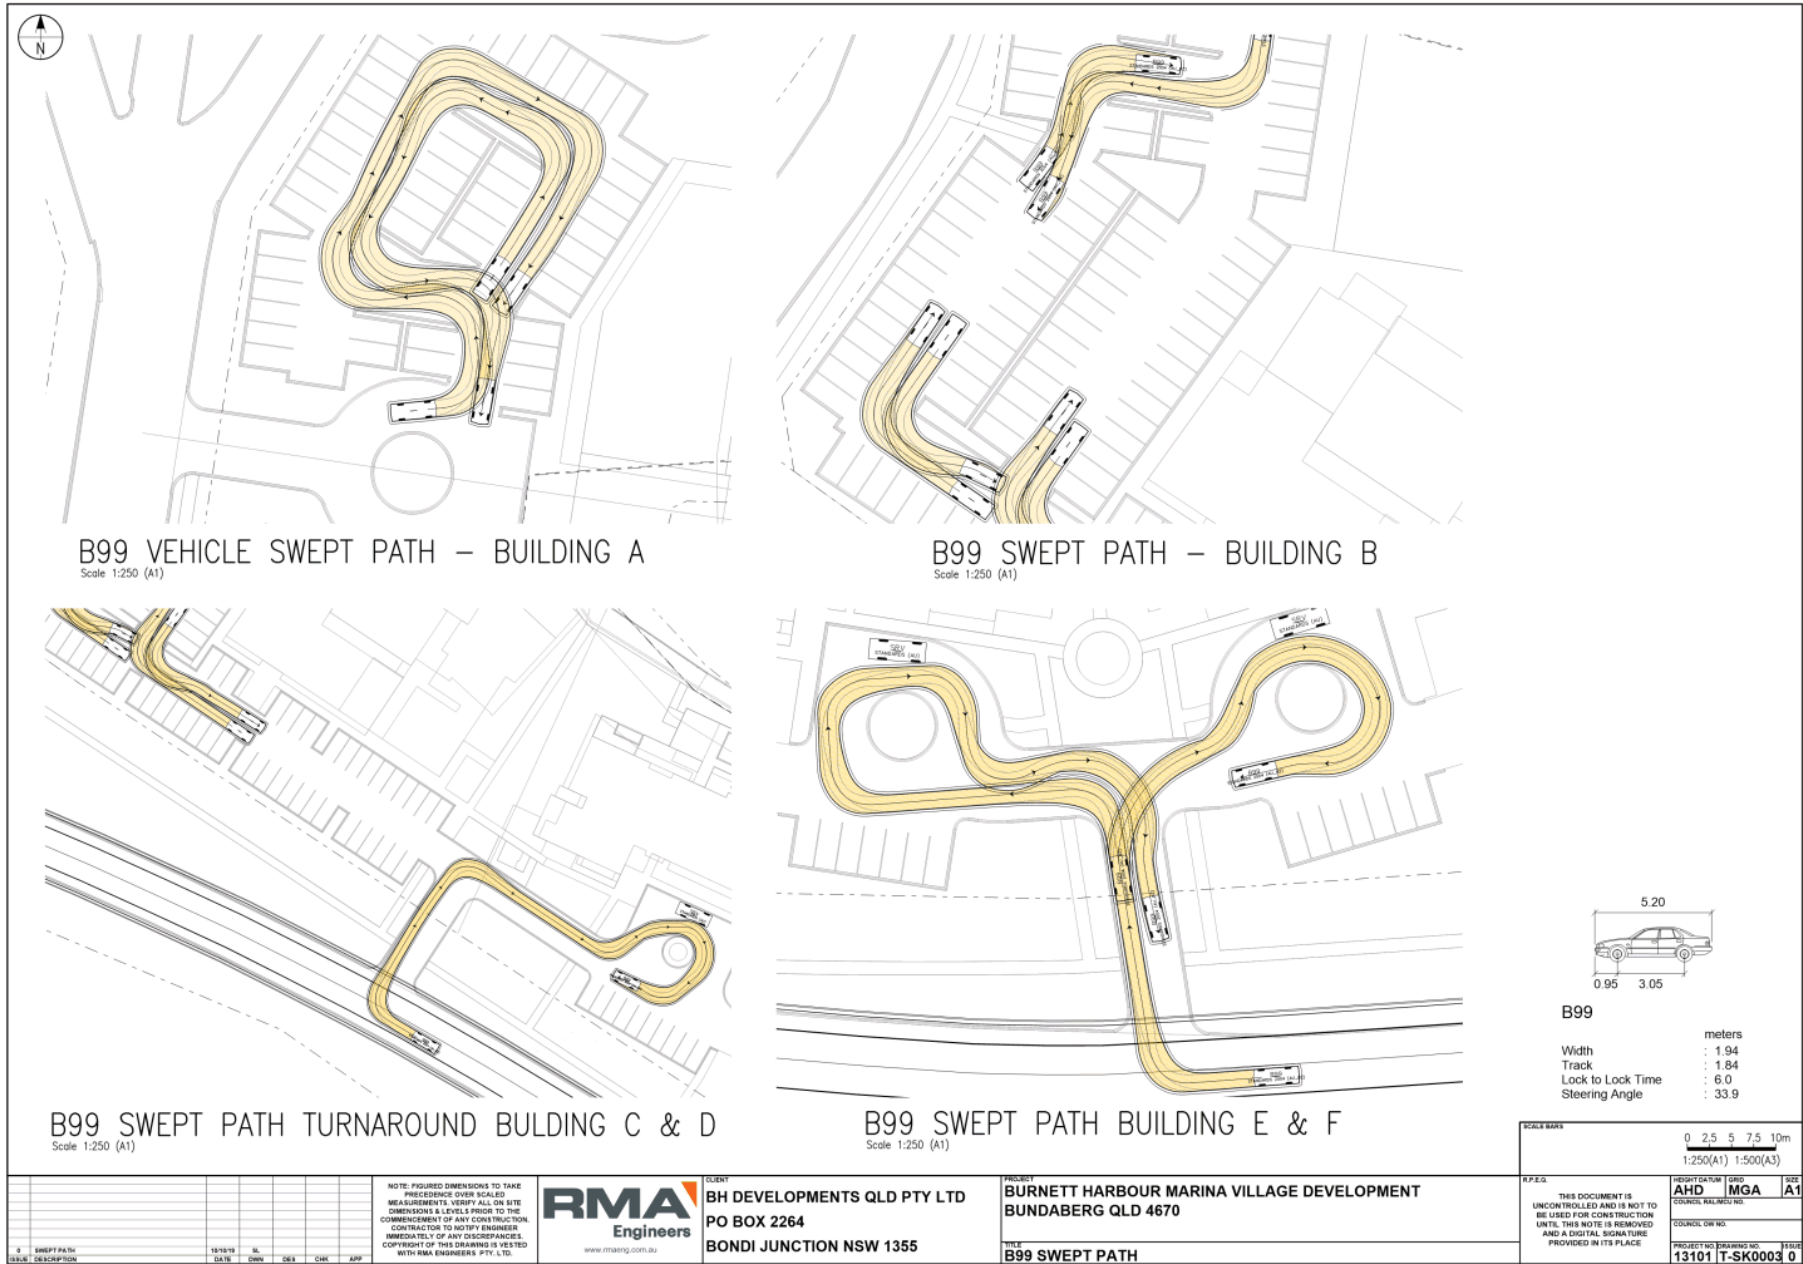 N
B99 VEHICLE SWEPT PATH – BUILDING A
Scale 1:250 (A1)
B99 SWEPT PATH – BUILDING B
Scale 1:250 (A1)
SRV
STANDARDS (AU)
SRV
STANDARDS (AU)
B99 SWEPT PATH TURNAROUND BULDING C & D
Scale 1:250 (A1)
B99 SWEPT PATH BUILDING E & F
Scale 1:250 (A1)
5.20
0.95 3.05
B99
meters
Width : 1.94
Track : 1.84
Lock to Lock Time : 6.0
Steering Angle : 33.9
SCALE BARS
0 2.5 5 7.5 10m
1:250(A1) 1:500(A3)
0 SWEPT PATH 18/10/19 SL
ISSUE DESCRIPTION DATE DWN DES CHK APP
NOTE: FIGURED DIMENSIONS TO TAKE
PRECEDENCE OVER SCALED
MEASUREMENTS. VERIFY ALL ON SITE
DIMENSIONS & LEVELS PRIOR TO THE
COMMENCEMENT OF ANY CONSTRUCTION.
CONTRACTOR TO NOTIFY ENGINEER
IMMEDIATELY OF ANY DISCREPANCIES.
COPYRIGHT OF THIS DRAWING IS VESTED
WITH RMA ENGINEERS PTY. LTD.
RMA
Engineers
www.rmaeng.com.au
CLIENT
BH DEVELOPMENTS QLD PTY LTD
PO BOX 2264
BONDI JUNCTION NSW 1355
PROJECT
BURNETT HARBOUR MARINA VILLAGE DEVELOPMENT
BUNDABERG QLD 4670
TITLE
B99 SWEPT PATH
R.P.E.Q.
THIS DOCUMENT IS
UNCONTROLLED AND IS NOT TO
BE USED FOR CONSTRUCTION
UNTIL THIS NOTE IS REMOVED
AND A DIGITAL SIGNATURE
PROVIDED IN ITS PLACE
HEIGHT DATUM GRID SIZE
AHD MGA A1
COUNCIL RAL/MCU NO.
COUNCIL OW NO.
PROJECT NO. DRAWING NO. ISSUE
13101 T-SK0003 0